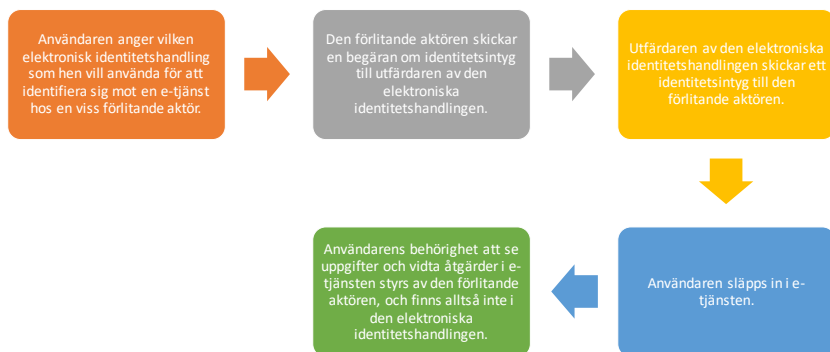 Användaren anger vilken
elektronisk identitetshandling
som hen vill använda för att
identifiera sig mot en e-tjänst
hos en viss förlitande aktör.
Den förlitande aktören skickar
en begäran om identitetsintyg
till utfärdaren av den
elektroniska
identitetshandlingen.
Utfärdaren av den elektroniska
identitetshandlingen skickar ett
identitetsintyg till den
förlitande aktören.
Användaren släpps in i e-
tjänsten.
Användarens behörighet att se
uppgifter och vidta åtgärder i e-
tjänsten styrs av den förlitande
aktören, och finns alltså inte i
den elektroniska
identitetshandlingen.